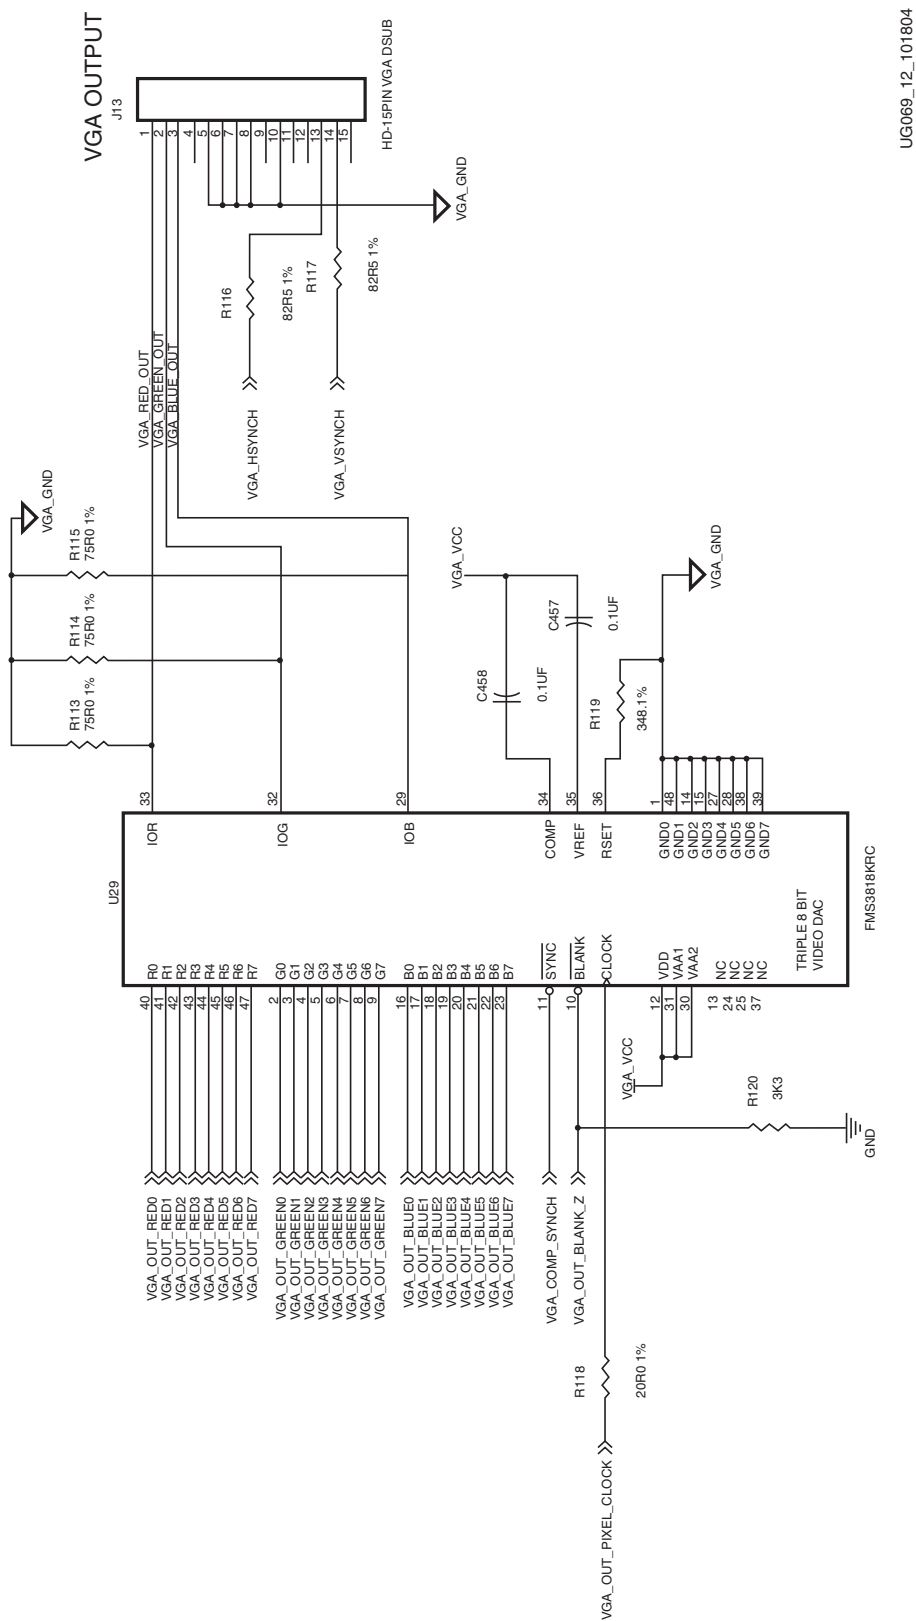 VGA OUTPUT
J13
HD-15PIN VGA DSUB
1
2
3
4
5
6
7
8
9
10
11
12
13
14
15
VGA_GND
R116
82R5 1%
R117
82R5 1%
VGA_HSYNCH
VGA_VSYNCH
VGA_RED_OUT
VGA_GREEN_OUT
VGA_BLUE_OUT
VGA_GND
R115
75R0 1%
R114
75R0 1%
R113
75R0 1%
VGA_VCC
C457
0.1UF
C458
0.1UF
R119
348.1%
VGA_GND
U29
33
IOR
32
IOG
29
IOB
34
COMP
35
VREF
36
RSET
1
GND0
48
GND1
14
GND2
15
GND3
27
GND4
28
GND5
38
GND6
39
GND7
TRIPLE 8 BIT
VIDEO DAC
FMS3818KRC
40
R0
41
R1
42
R2
43
R3
44
R4
45
R5
46
R6
47
R7
2
G0
3
G1
4
G2
5
G3
6
G4
7
G5
8
G6
9
G7
16
B0
17
B1
18
B2
19
B3
20
B4
21
B5
22
B6
23
B7
11
SYNC
10
BLANK
CLOCK
12
VDD
31
VAA1
30
VAA2
13
NC
24
NC
25
NC
37
NC
VGA_VCC
R120
3K3
GND
VGA_OUT_RED0
VGA_OUT_RED1
VGA_OUT_RED2
VGA_OUT_RED3
VGA_OUT_RED4
VGA_OUT_RED5
VGA_OUT_RED6
VGA_OUT_RED7
VGA_OUT_GREEN0
VGA_OUT_GREEN1
VGA_OUT_GREEN2
VGA_OUT_GREEN3
VGA_OUT_GREEN4
VGA_OUT_GREEN5
VGA_OUT_GREEN6
VGA_OUT_GREEN7
VGA_OUT_BLUE0
VGA_OUT_BLUE1
VGA_OUT_BLUE2
VGA_OUT_BLUE3
VGA_OUT_BLUE4
VGA_OUT_BLUE5
VGA_OUT_BLUE6
VGA_OUT_BLUE7
VGA_COMP_SYNCH
VGA_OUT_BLANK_Z
R118
20R0 1%
VGA_OUT_PIXEL_CLOCK
UG069_12_101804